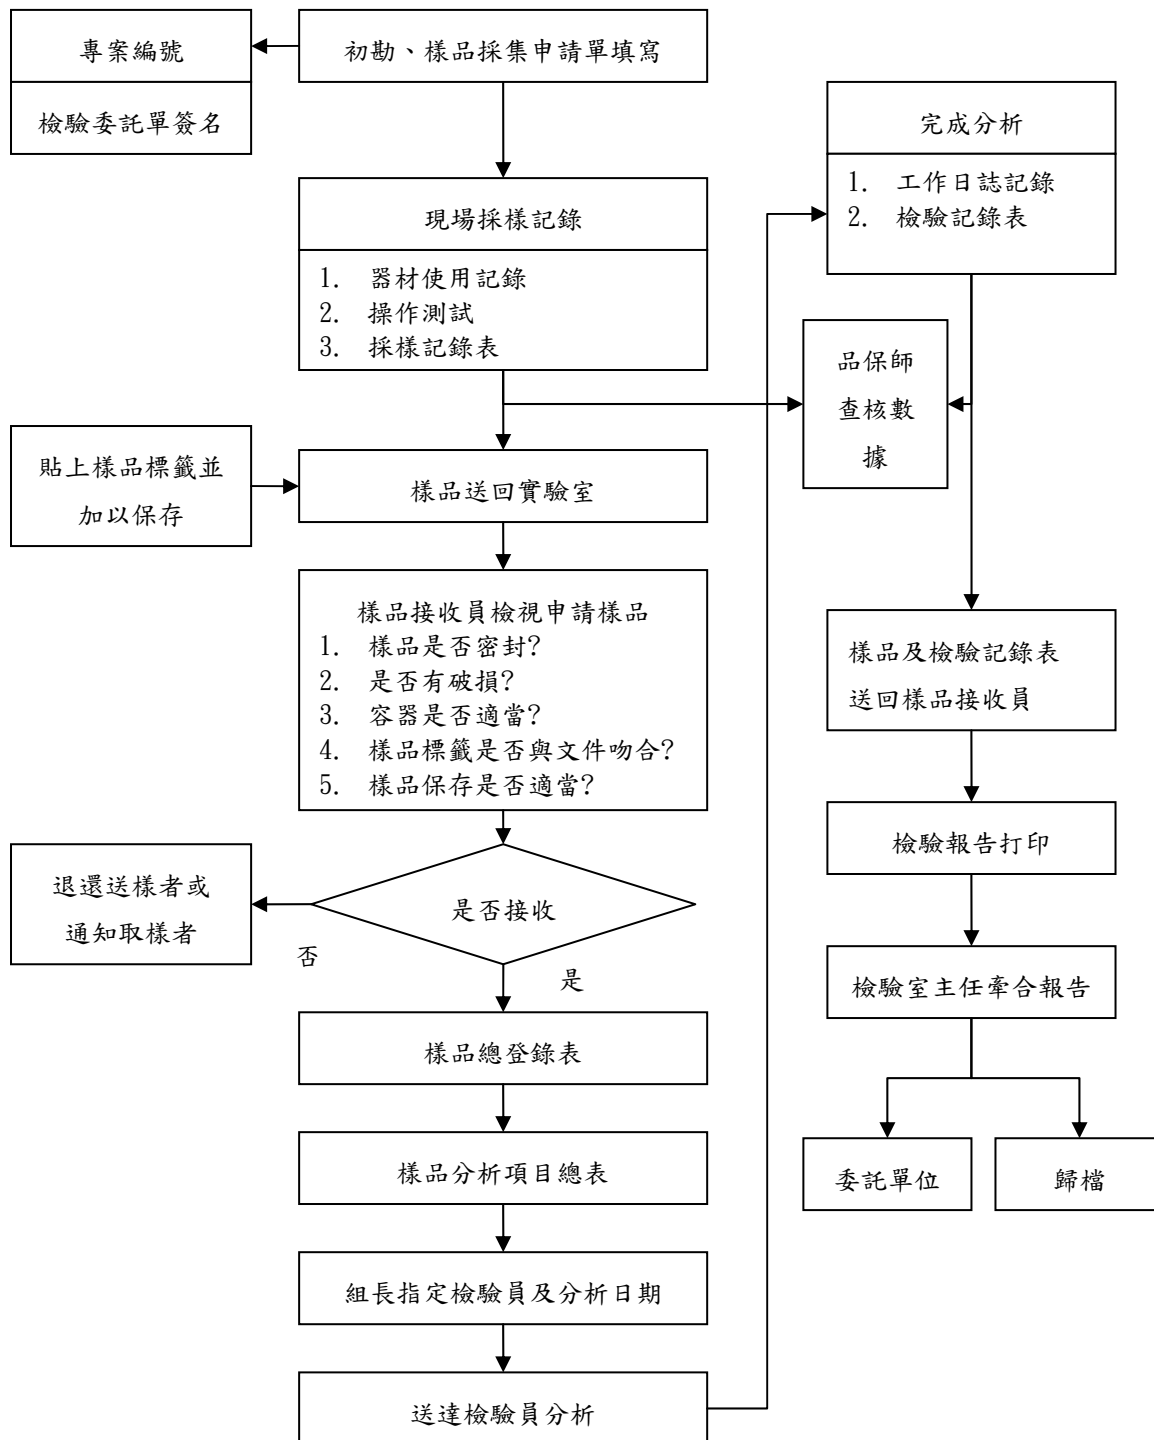 專案編號
檢驗委託單簽名
初勘、樣品採集申請單填寫
現場採樣記錄
1. 器材使用記錄
2. 操作測試
3. 採樣記錄表
貼上樣品標籤並
加以保存
樣品送回實驗室
樣品接收員檢視申請樣品
1. 樣品是否密封?
2. 是否有破損?
3. 容器是否適當?
4. 樣品標籤是否與文件吻合?
5. 樣品保存是否適當?
退還送樣者或
通知取樣者
是否接收
否
是
樣品總登錄表
樣品分析項目總表
組長指定檢驗員及分析日期
送達檢驗員分析
完成分析
1. 工作日誌記錄
2. 檢驗記錄表
品保師
查核數
據
樣品及檢驗記錄表
送回樣品接收員
檢驗報告打印
檢驗室主任牽合報告
委託單位
歸檔